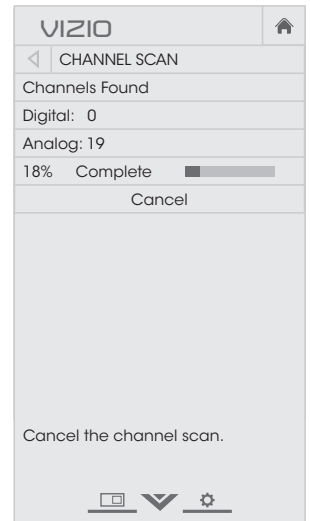 VIZIO
CHANNEL SCAN
Channels Found
Digital: 0
Analog: 19
18% Complete
Cancel
Cancel the channel scan.